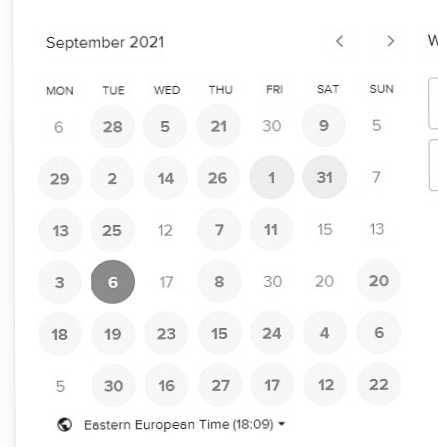 September 2021 < > W
MON TUE WED THU FRI SAT SUN
6 28 5 21 30 9 5
29 2 14 26 1 31 7
13 25 12 7 11 15 13
3 6 17 8 30 20 20
18 19 23 15 24 4 6
5 30 16 27 17 12 22
Eastern European Time (18:09)